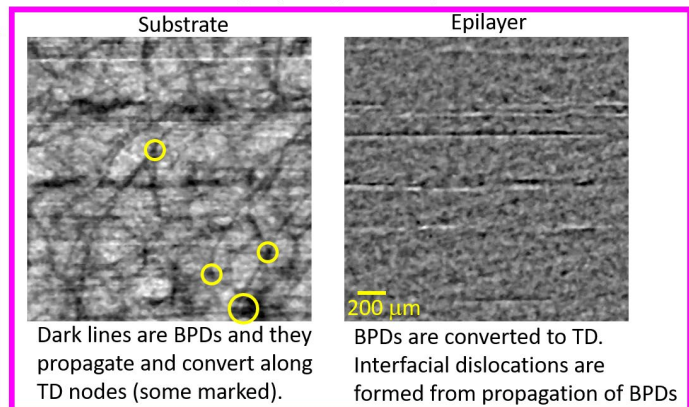 Substrate
Epilayer
200 μm
Dark lines are BPDs and they
propagate and convert along
TD nodes (some marked).
BPDs are converted to TD.
Interfacial dislocations are
formed from propagation of BPDs